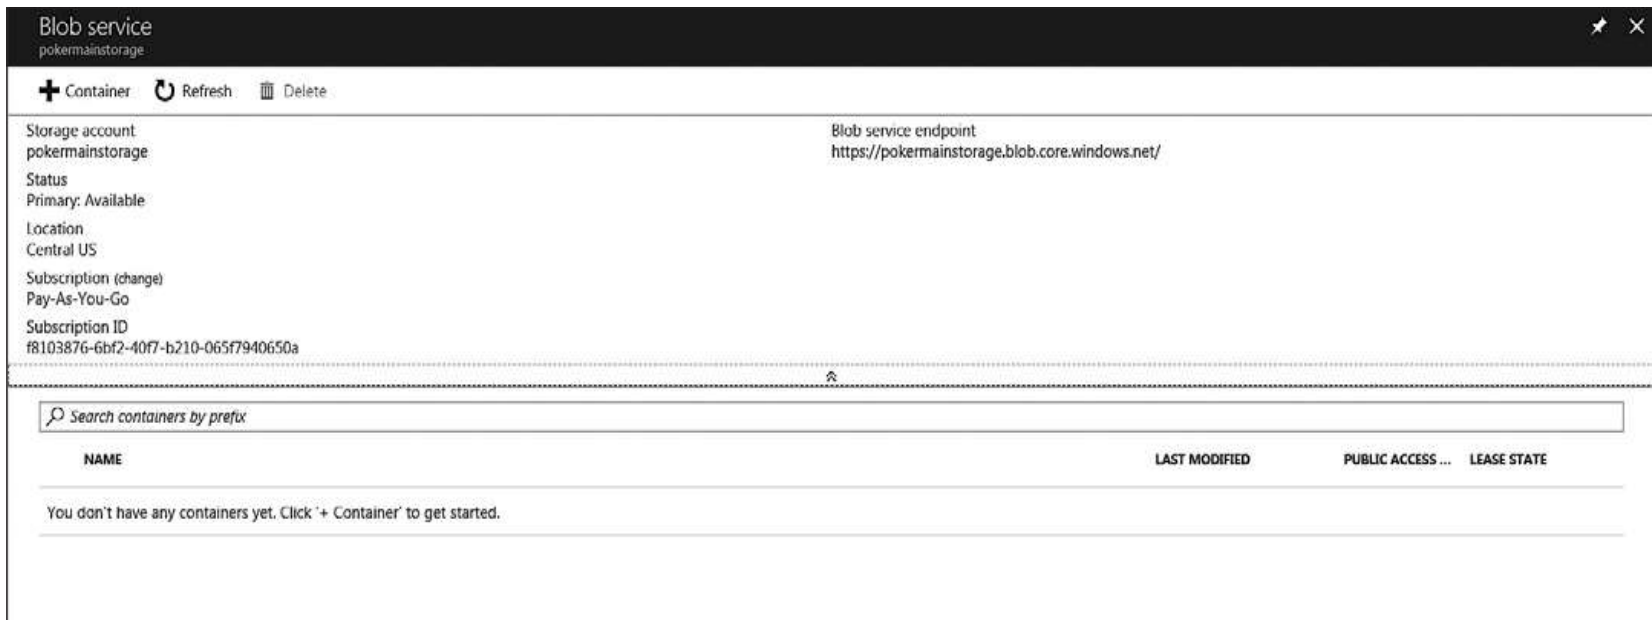 Blob service
pokermainstorage
Container Refresh Delete
Storage account
pokermainstorage
Status
Primary: Available
Location
Central US
Subscription (change)
Pay-As-You-Go
Subscription ID
f8103876-6bf2-40f7-b210-065f7940650a
Blob service endpoint
https://pokermainstorage.blob.core.windows.net/
Search containers by prefix
NAME LAST MODIFIED PUBLIC ACCESS ... LEASE STATE
You don't have any containers yet. Click '+ Container' to get started.